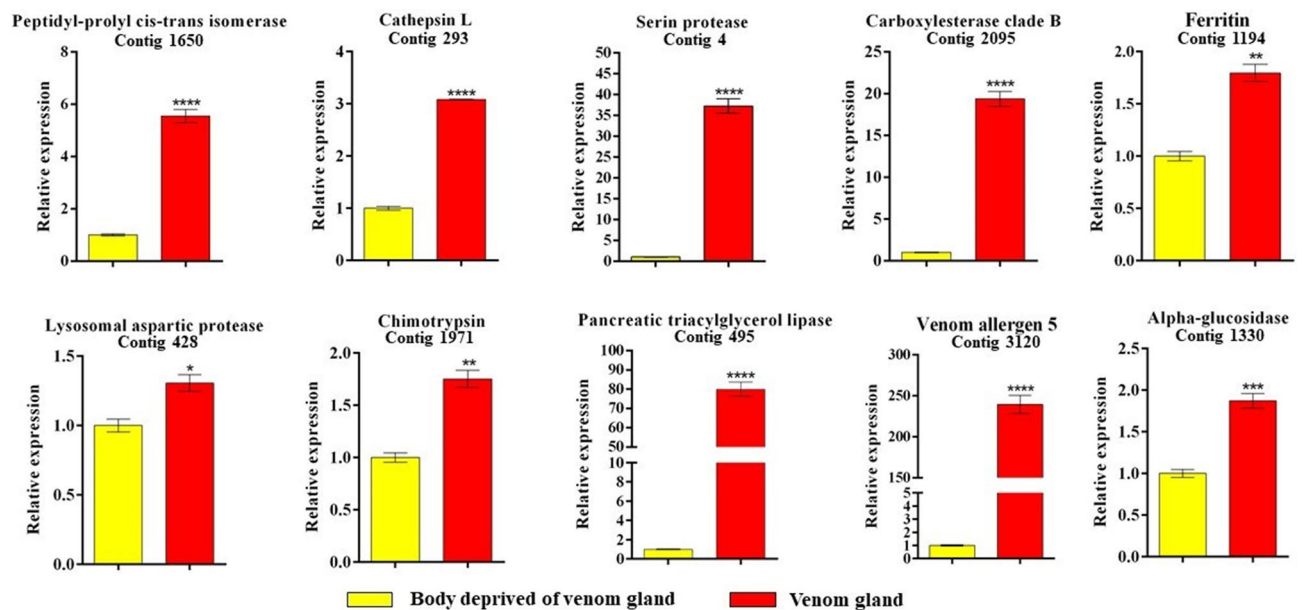 Peptidyl-prolyl cis-trans isomerase
Contig 1650
Relative expression
8
6
4
2
0
****
Cathepsin L
Contig 293
Relative expression
4
3
2
1
0
****
Serin protease
Contig 4
Relative expression
50
45
40
35
30
25
20
15
10
5
0
****
Carboxylesterase clade B
Contig 2095
Relative expression
25
20
15
10
5
0
****
Ferritin
Contig 1194
Relative expression
2.0
1.5
1.0
0.5
0.0
**
Lysosomal aspartic protease
Contig 428
Relative expression
1.5
1.0
0.5
0.0
*
Chimotrypsin
Contig 1971
Relative expression
2.0
1.5
1.0
0.5
0.0
**
Pancreatic triacylglycerol lipase
Contig 495
Relative expression
100
90
80
70
60
50
10
8
6
4
2
0
****
Venom allergen 5
Contig 3120
Relative expression
300
270
240
210
180
150
5
4
3
2
1
0
****
Alpha-glucosidase
Contig 1330
Relative expression
2.5
2.0
1.5
1.0
0.5
0.0
***
Body deprived of venom gland
Venom gland